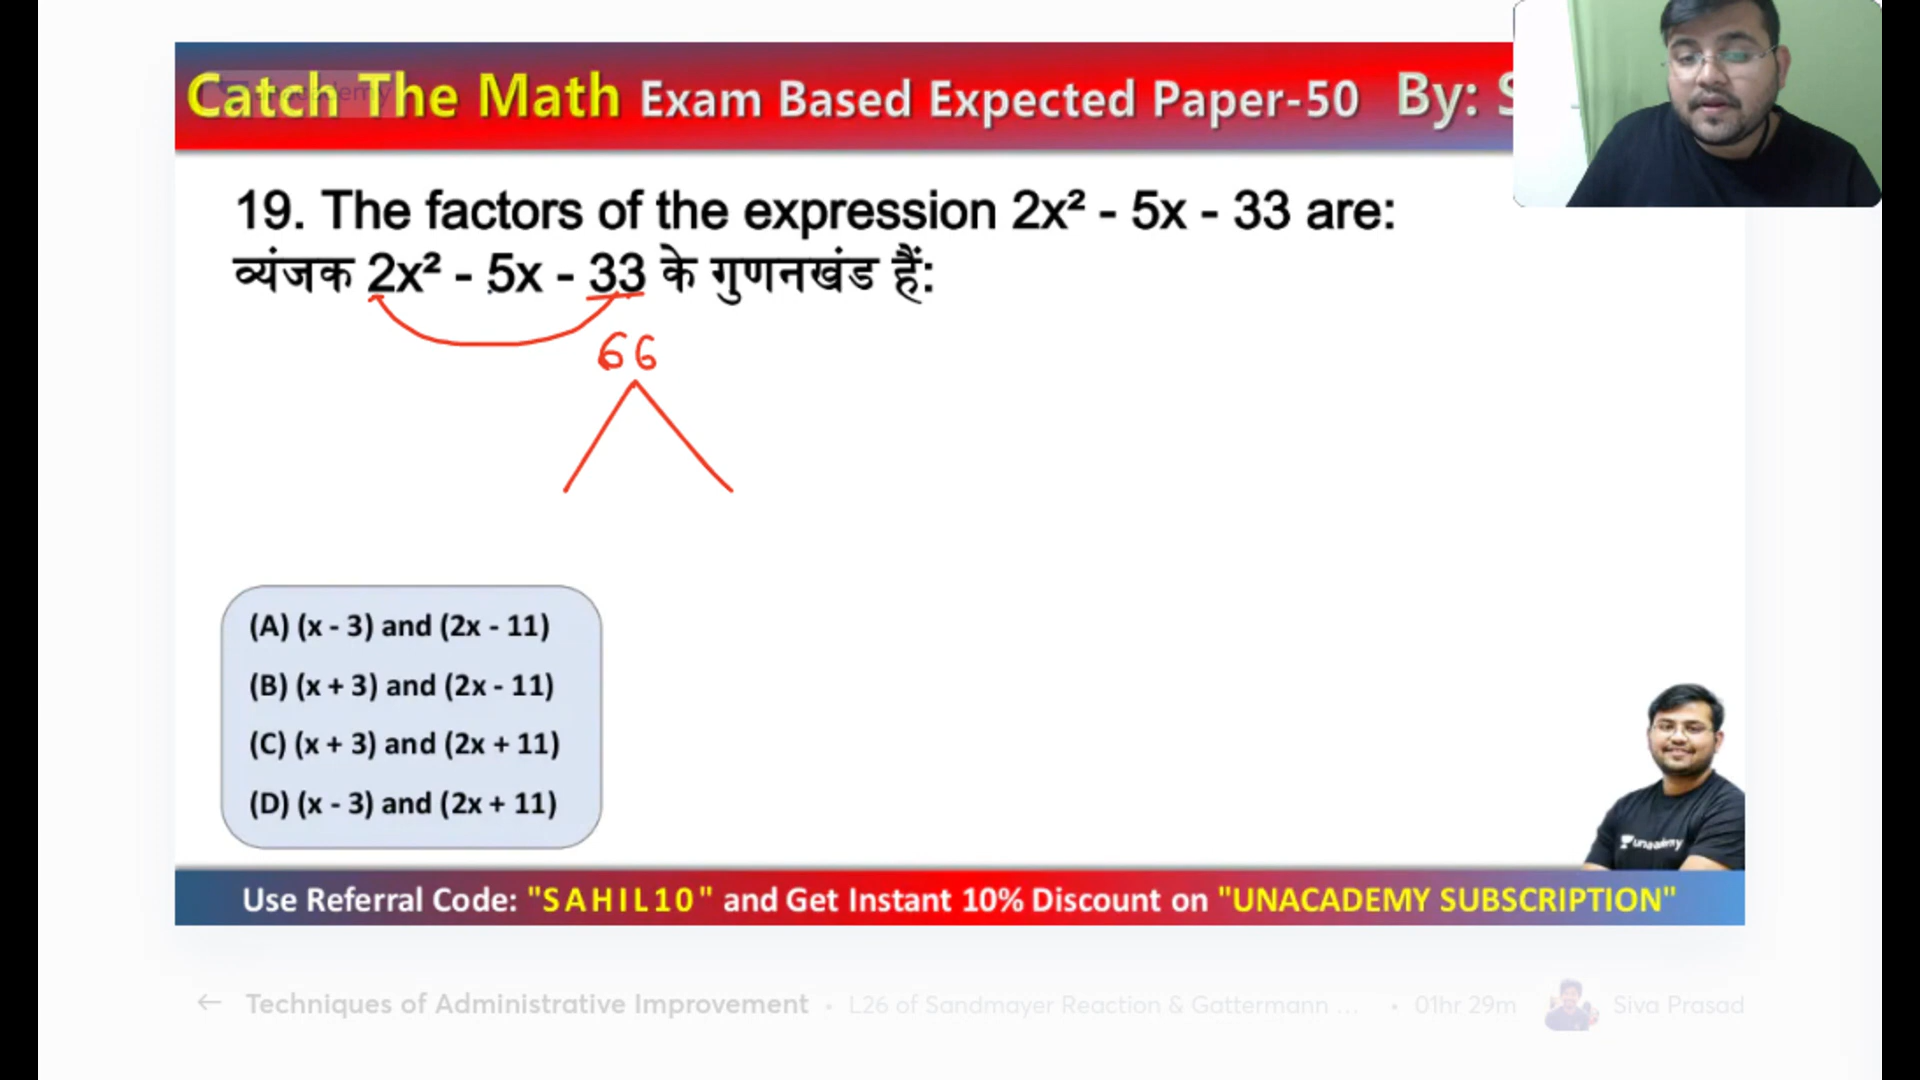 Catch The Math Exam Based Expected Paper-50 By: S
19. The factors of the expression 2x² - 5x - 33 are:
व्यंजक 2x² - 5x - 33 के गुणनखंड हैं:
66
(A) (x - 3) and (2x - 11)
(B) (x + 3) and (2x - 11)
(C) (x + 3) and (2x + 11)
(D) (x - 3) and (2x + 11)
unacademy
Use Referral Code: "SAHIL10" and Get Instant 10% Discount on "UNACADEMY SUBSCRIPTION"
← Techniques of Administrative Improvement • L26 of Sandmayer Reaction & Gattermann ... • 01hr 29m Siva Prasad